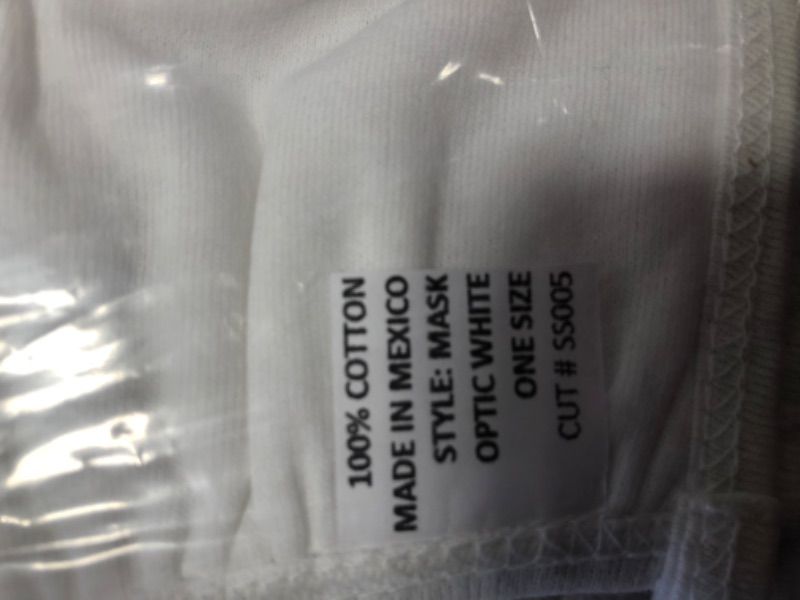 100% COTTON
MADE IN MEXICO
STYLE: MASK
OPTIC WHITE
ONE SIZE
CUT # SS005